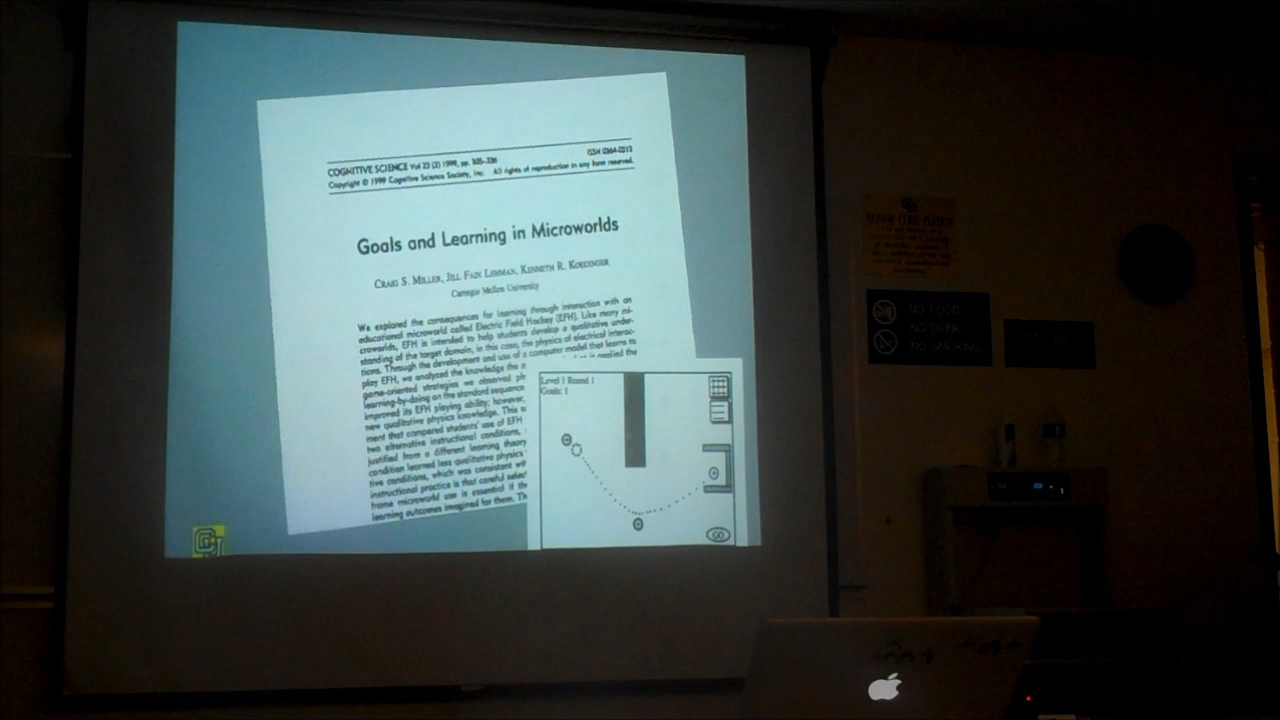 COGNITIVE SCIENCE Vol 23 (3) 1999, pp. 305-336
ISSN 0364-0213
Copyright © 1999 Cognitive Science Society, Inc. All rights of reproduction in any form reserved.
Goals and Learning in Microworlds
CRAIG S. MILLER, JILL FAIN LEHMAN, KENNETH R. KOEDINGER
Carnegie Mellon University
We explored the consequences for learning through interaction with an
educational microworld called Electric Field Hockey (EFH). Like many mi-
croworlds, EFH is intended to help students develop a qualitative under-
standing of the target domain, in this case, the physics of electrical interac-
tions. Through the development and use of a computer model that learns to
play EFH, we analyzed the knowledge the
as it applied the
game-oriented strategies we observed
learning-by-doing on the standard sequence
improved its EFH playing ability; however,
new qualitative physics knowledge. This
ment that compared students' use of EFH
two alternative instructional conditions,
justified from a different learning theory
condition learned less qualitative physics
tive conditions, which was consistent
instructional practice is that careful
frame microworld use is essential if
learning outcomes imagined for them.
Level 1 Round 1
Goals: 1
GO
CU
NO FOOD
NO DRINK
NO SMOKING